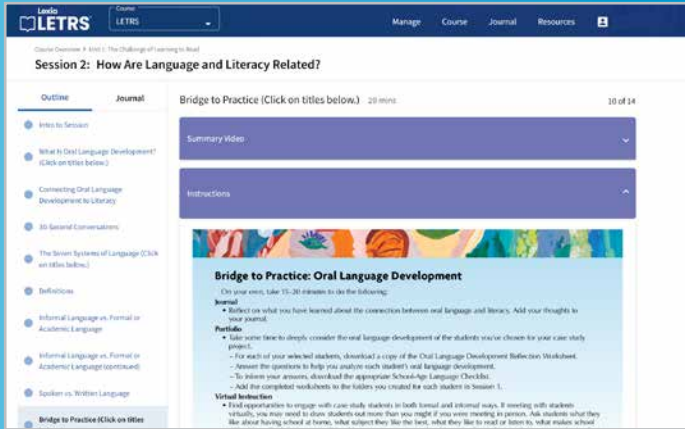 Lexia
LETRS
Course
LETRS
Manage
Course
Journal
Resources
Course Overview > Unit 1: The Challenge of Learning to Read
Session 2: How Are Language and Literacy Related?
Outline
Journal
Intro to Session
What Is Oral Language Development?
(Click on titles below.)
Connecting Oral Language
Development to Literacy
30-Second Conversations
The Seven Systems of Language (Click
on titles below.)
Definitions
Informal Language vs. Formal or
Academic Language
Informal Language vs. Formal or
Academic Language (continued)
Spoken vs. Written Language
Bridge to Practice (Click on titles
Bridge to Practice (Click on titles below.) 20 mins
10 of 14
Summary Video
Instructions
Bridge to Practice: Oral Language Development
On your own, take 15–20 minutes to do the following:
Journal
• Reflect on what you have learned about the connection between oral language and literacy. Add your thoughts to
your journal.
Portfolio
• Take some time to deeply consider the oral language development of the students you've chosen for your case study
project.
– For each of your selected students, download a copy of the Oral Language Development Reflection Worksheet.
– Answer the questions to help you analyze each student's oral language development.
– To inform your answers, download the appropriate School-Age Language Checklist.
– Add the completed worksheets to the folders you created for each student in Session 1.
Virtual Instruction
• Find opportunities to engage with case study students in both formal and informal ways. If meeting with students
virtually, you may need to draw students out more than you might if you were meeting in person. Ask students what they
like about having school at home, what subject they like the best, what they like to read or listen to, what makes school